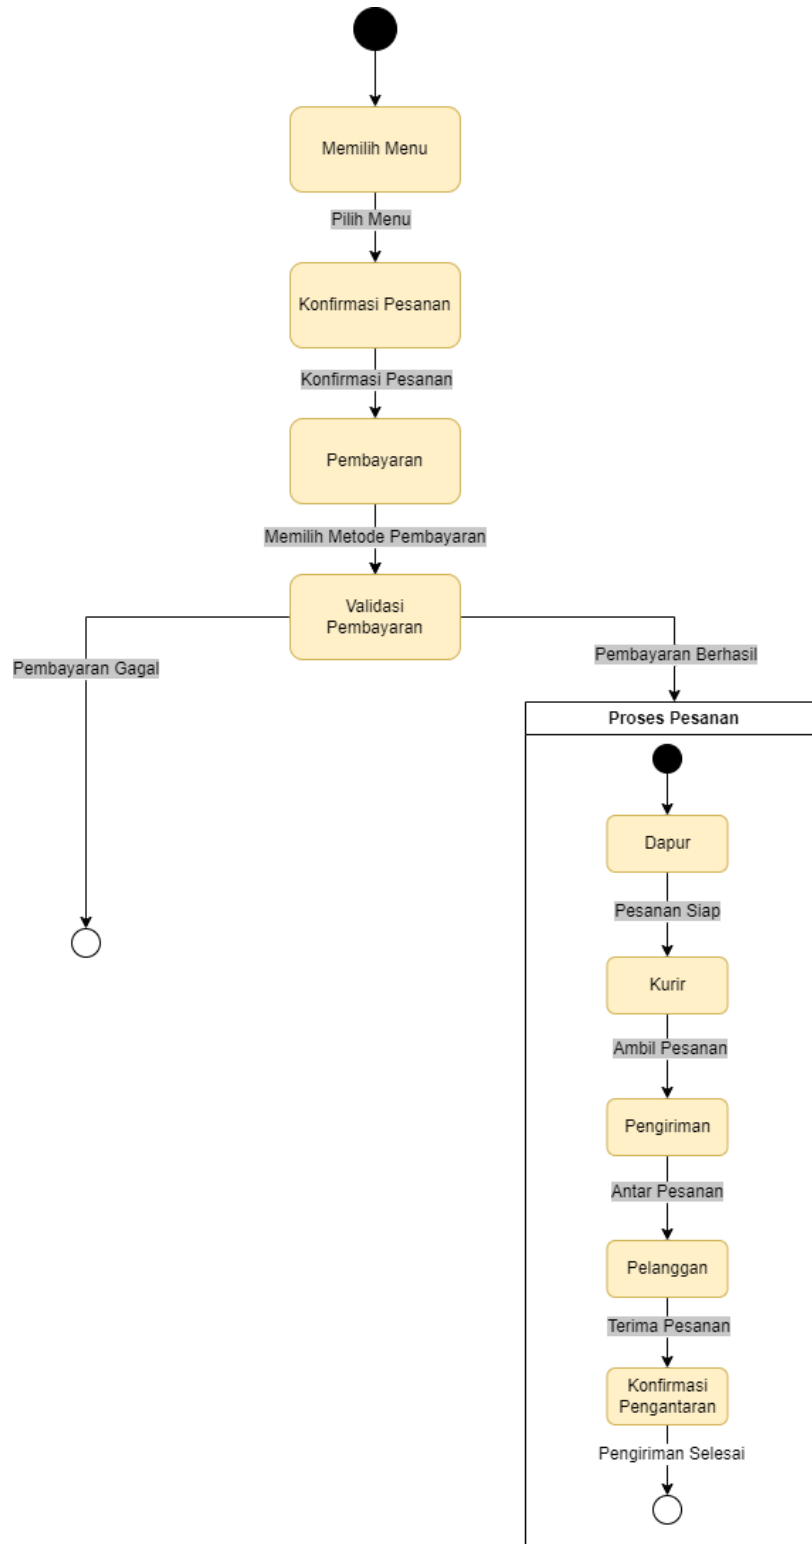 Memilih Menu
Pilih Menu
Konfirmasi Pesanan
Konfirmasi Pesanan
Pembayaran
Memilih Metode Pembayaran
Validasi
Pembayaran
Pembayaran Gagal
Pembayaran Berhasil
Proses Pesanan
Dapur
Pesanan Siap
Kurir
Ambil Pesanan
Pengiriman
Antar Pesanan
Pelanggan
Terima Pesanan
Konfirmasi
Pengantaran
Pengiriman Selesai